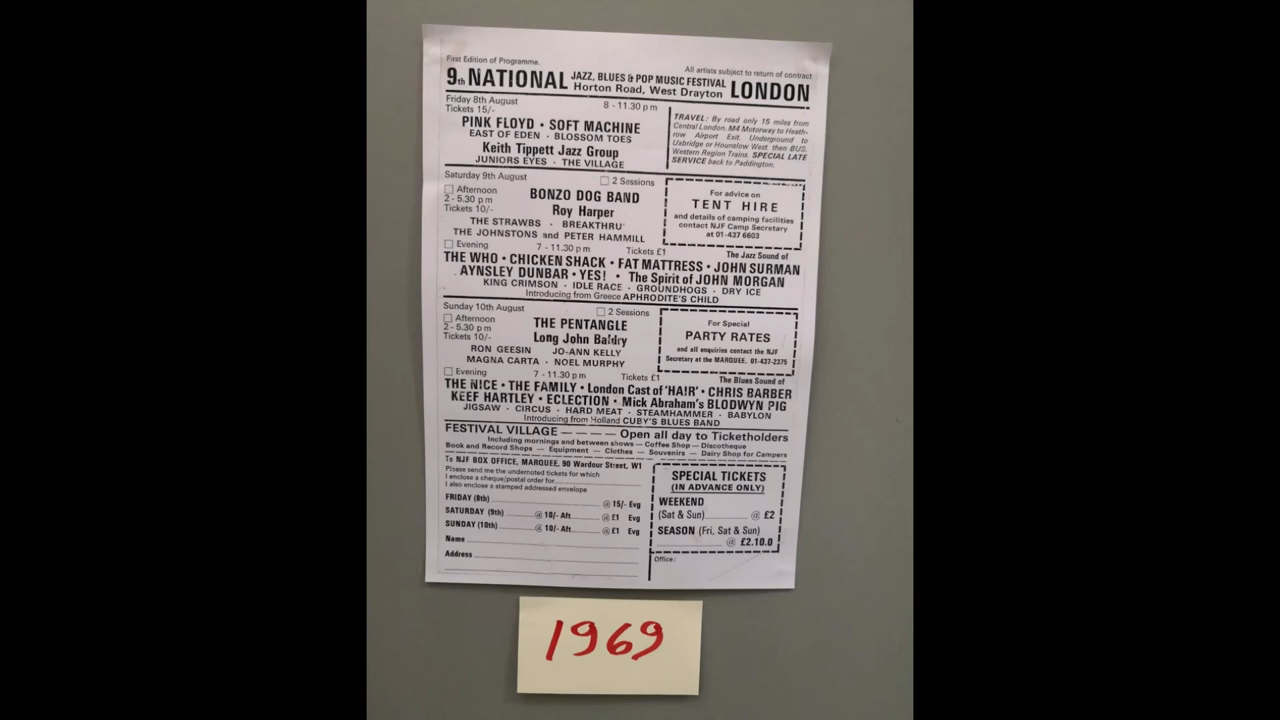 First Edition of Programme.
All artists subject to return of contract
9th NATIONAL JAZZ, BLUES & POP MUSIC FESTIVAL
Horton Road, West Drayton LONDON
Friday 8th August
Tickets 15/-
8 - 11.30 p m
PINK FLOYD • SOFT MACHINE
EAST OF EDEN · BLOSSOM TOES
Keith Tippett Jazz Group
JUNIORS EYES · THE VILLAGE
TRAVEL: By road only 15 miles from
Central London. M4 Motorway to Heath-
row Airport Exit. Underground to
Uxbridge or Hounslow West. then BUS.
Western Region Trains. SPECIAL LATE
SERVICE back to Paddington.
Saturday 9th August
2 Sessions
Afternoon
2 - 5.30 p m
Tickets 10/-
BONZO DOG BAND
Roy Harper
THE STRAWBS · BREAKTHRU'
THE JOHNSTONS and PETER HAMMILL
For advice on
TENT HIRE
and details of camping facilities
contact NJF Camp Secretary
at 01-437 6603
Evening
7 - 11.30 p m
Tickets £1
The Jazz Sound of
THE WHO • CHICKEN SHACK • FAT MATTRESS • JOHN SURMAN
AYNSLEY DUNBAR • YES! • The Spirit of JOHN MORGAN
KING CRIMSON · IDLE RACE · GROUNDHOGS · DRY ICE
Introducing from Greece APHRODITE'S CHILD
Sunday 10th August
2 Sessions
Afternoon
2 - 5.30 p m
Tickets 10/-
THE PENTANGLE
Long John Baldry
RON GEESIN JO-ANN KELLY
MAGNA CARTA · NOEL MURPHY
For Special
PARTY RATES
and all enquiries contact the NJF
Secretary at the MARQUEE. 01-437-2375
Evening
7 - 11.30 p m
Tickets £1
The Blues Sound of
THE NICE • THE FAMILY • London Cast of 'HAIR' • CHRIS BARBER
KEEF HARTLEY • ECLECTION • Mick Abraham's BLODWYN PIG
JIGSAW · CIRCUS · HARD MEAT · STEAMHAMMER · BABYLON
Introducing from Holland CUBY'S BLUES BAND
FESTIVAL VILLAGE — — — — Open all day to Ticketholders
Including mornings and between shows — Coffee Shop — Discotheque
Book and Record Shops — Equipment — Clothes — Souvenirs — Dairy Shop for Campers
To NJF BOX OFFICE, MARQUEE, 90 Wardour Street, W1
Please send me the undernoted tickets for which
I enclose a cheque/postal order for
I also enclose a stamped addressed envelope
FRIDAY (8th) @ 15/- Evg
SATURDAY (9th) @ 10/- Aft @ £1 Evg
SUNDAY (10th) @ 10/- Aft @ £1 Evg
Name
Address
SPECIAL TICKETS
(IN ADVANCE ONLY)
WEEKEND
(Sat & Sun) @ £2
SEASON (Fri, Sat & Sun)
@ £2.10.0
Office:
1969